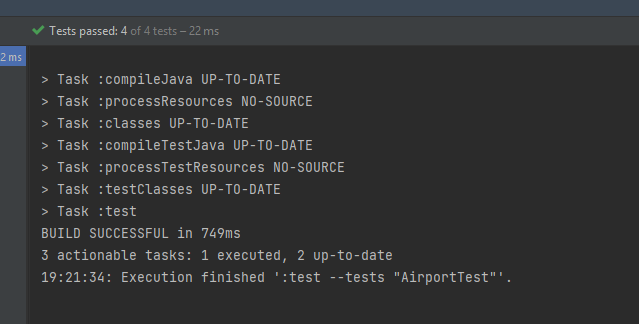 Tests passed: 4 of 4 tests – 22 ms
2 ms
> Task :compileJava UP-TO-DATE
> Task :processResources NO-SOURCE
> Task :classes UP-TO-DATE
> Task :compileTestJava UP-TO-DATE
> Task :processTestResources NO-SOURCE
> Task :testClasses UP-TO-DATE
> Task :test
BUILD SUCCESSFUL in 749ms
3 actionable tasks: 1 executed, 2 up-to-date
19:21:34: Execution finished ':test --tests "AirportTest"'.